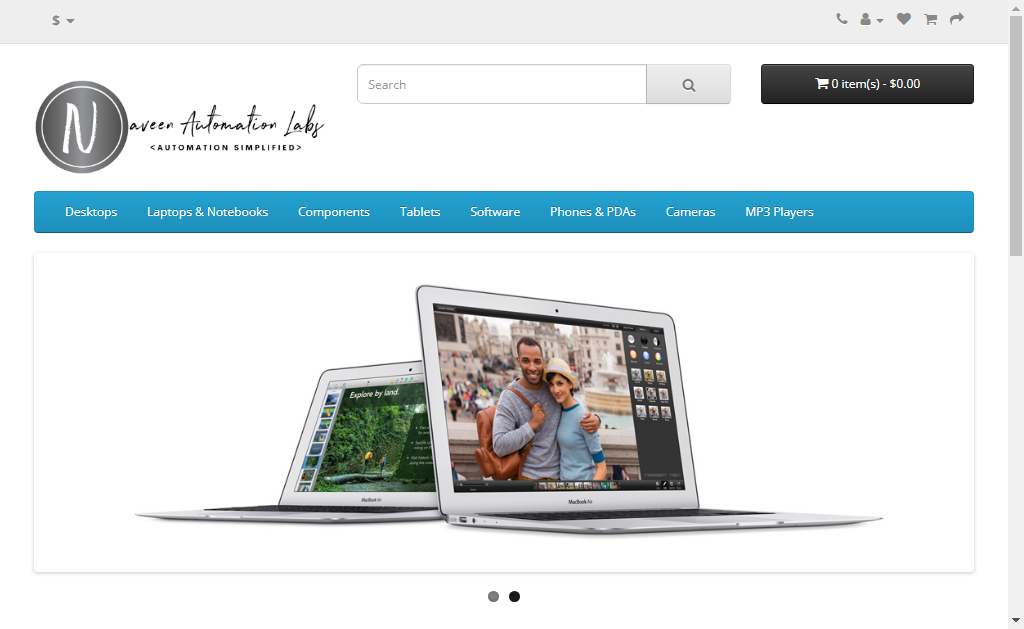 $
Search
0 item(s) - $0.00
N
aveen Automation Labs
<AUTOMATION SIMPLIFIED>
Desktops
Laptops & Notebooks
Components
Tablets
Software
Phones & PDAs
Cameras
MP3 Players
Explore by land.
MacBook Air
MacBook Air